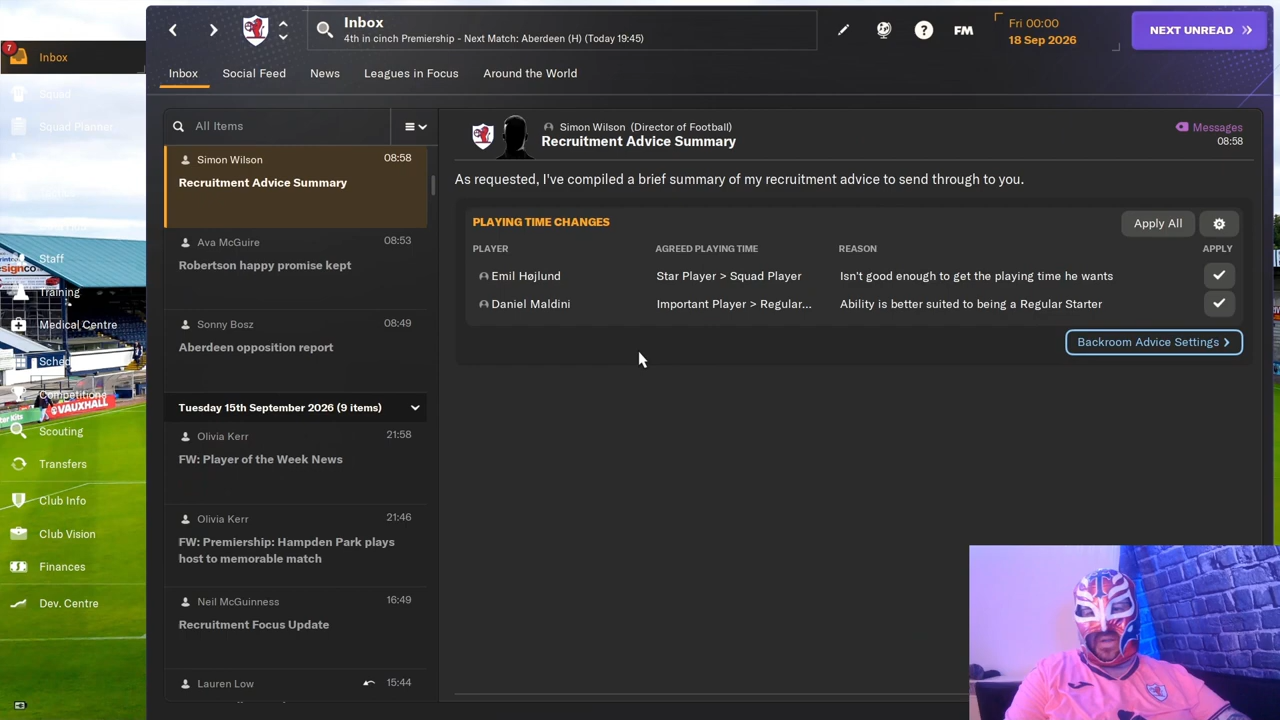 Inbox
4th in cinch Premiership - Next Match: Aberdeen (H) (Today 19:45)
FM
Fri 00:00
18 Sep 2026
NEXT UNREAD
7
Inbox
Squad
Squad Planner
Staff
Training
Medical Centre
Sched
Competitions
Scouting
Transfers
Club Info
Club Vision
Finances
Dev. Centre
VAUXHALL
Inbox
Social Feed
News
Leagues in Focus
Around the World
All Items
Simon Wilson
08:58
Recruitment Advice Summary
Ava McGuire
08:53
Robertson happy promise kept
Sonny Bosz
08:49
Aberdeen opposition report
Tuesday 15th September 2026 (9 items)
Olivia Kerr
21:58
FW: Player of the Week News
Olivia Kerr
21:46
FW: Premiership: Hampden Park plays
host to memorable match
Neil McGuinness
16:49
Recruitment Focus Update
Lauren Low
15:44
Simon Wilson (Director of Football)
Recruitment Advice Summary
Messages
08:58
As requested, I've compiled a brief summary of my recruitment advice to send through to you.
PLAYING TIME CHANGES
Apply All
PLAYER AGREED PLAYING TIME REASON APPLY
Emil Højlund Star Player > Squad Player Isn't good enough to get the playing time he wants
Daniel Maldini Important Player > Regular... Ability is better suited to being a Regular Starter
Backroom Advice Settings >